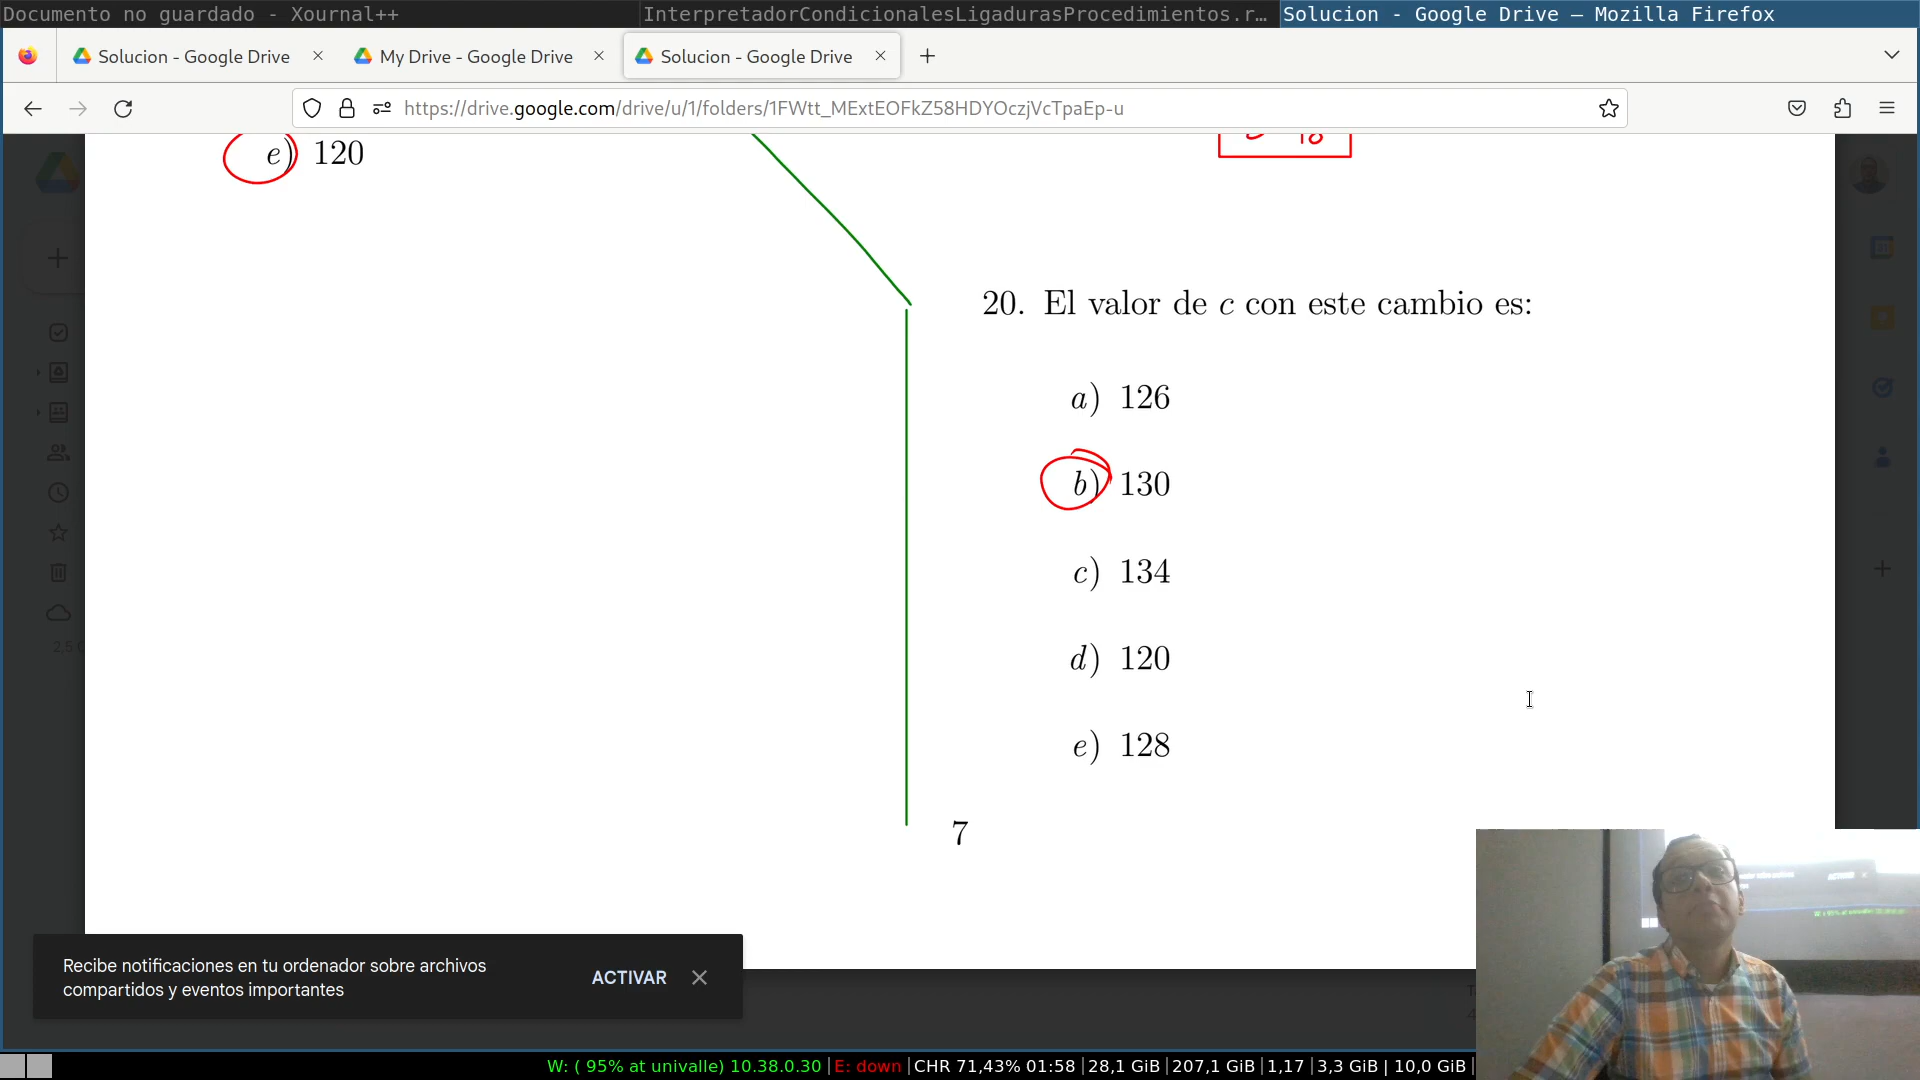 Documento no guardado - Xournal++
InterpretadorCondicionalesLigadurasProcedimientos.r…
Solucion - Google Drive — Mozilla Firefox
Solucion - Google Drive
My Drive - Google Drive
Solucion - Google Drive
https://drive.google.com/drive/u/1/folders/1FWtt_MExtEOFkZ58HDYOczjVcTpaEp-u
e) 120
20. El valor de c con este cambio es:
a) 126
b) 130
c) 134
d) 120
e) 128
7
Recibe notificaciones en tu ordenador sobre archivos
compartidos y eventos importantes
ACTIVAR
W: ( 95% at univalle) 10.38.0.30 |E: down |CHR 71,43% 01:58 |28,1 GiB |207,1 GiB |1,17 |3,3 GiB | 10,0 GiB |